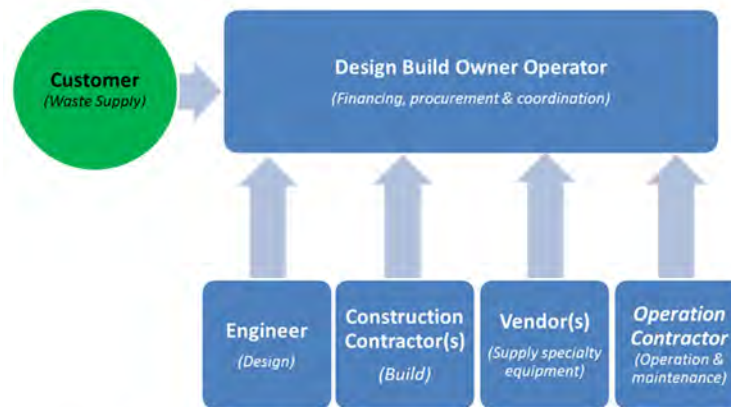 Customer
(Waste Supply)
Design Build Owner Operator
(Financing, procurement & coordination)
Engineer
(Design)
Construction
Contractor(s)
(Build)
Vendor(s)
(Supply specialty
equipment)
Operation
Contractor
(Operation &
maintenance)